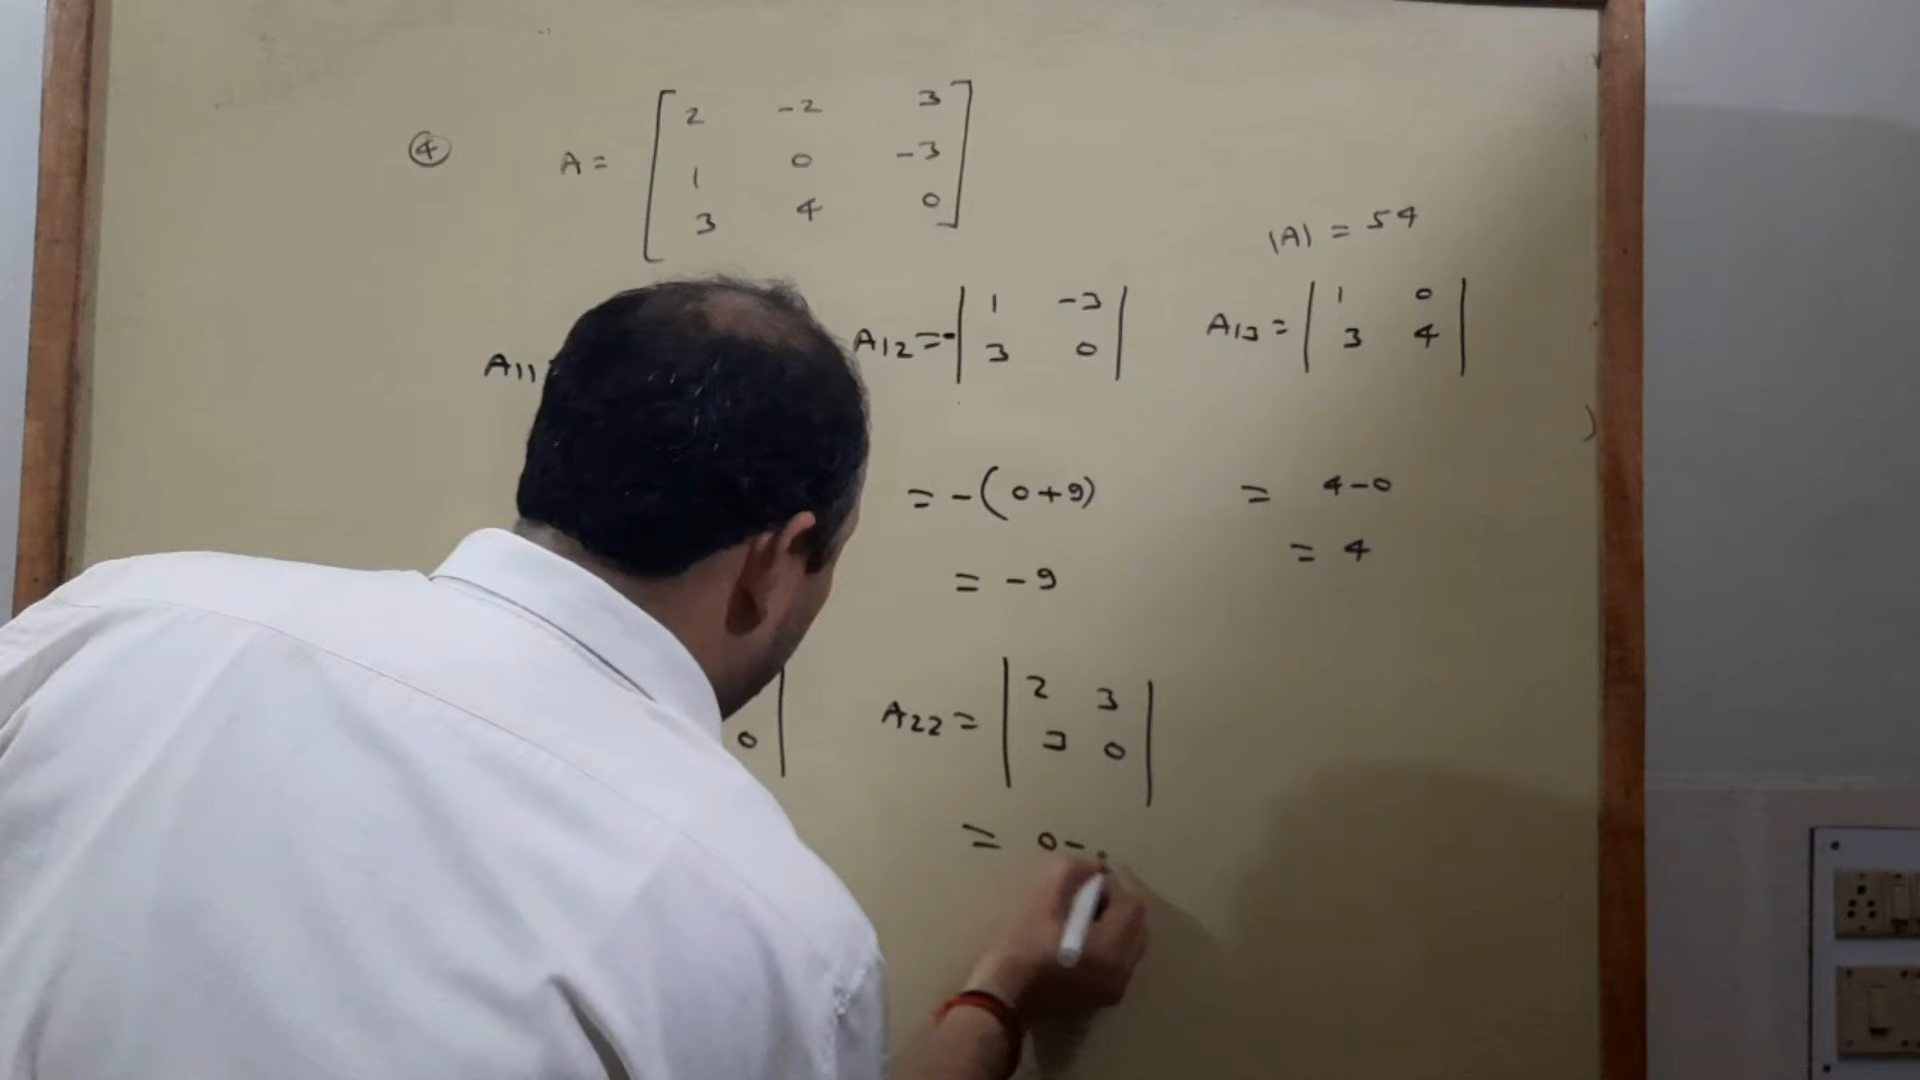 ④ A = [ 2 -2 3
1 0 -3
3 4 0 ]
|A| = 54
A11 A12 = - | 1 -3 | A13 = | 1 0 |
| 3 0 | | 3 4 |
= - ( 0+9) = 4-0
= -9 = 4
A22 = | 2 3 |
0 | | 3 0 |
= 0-